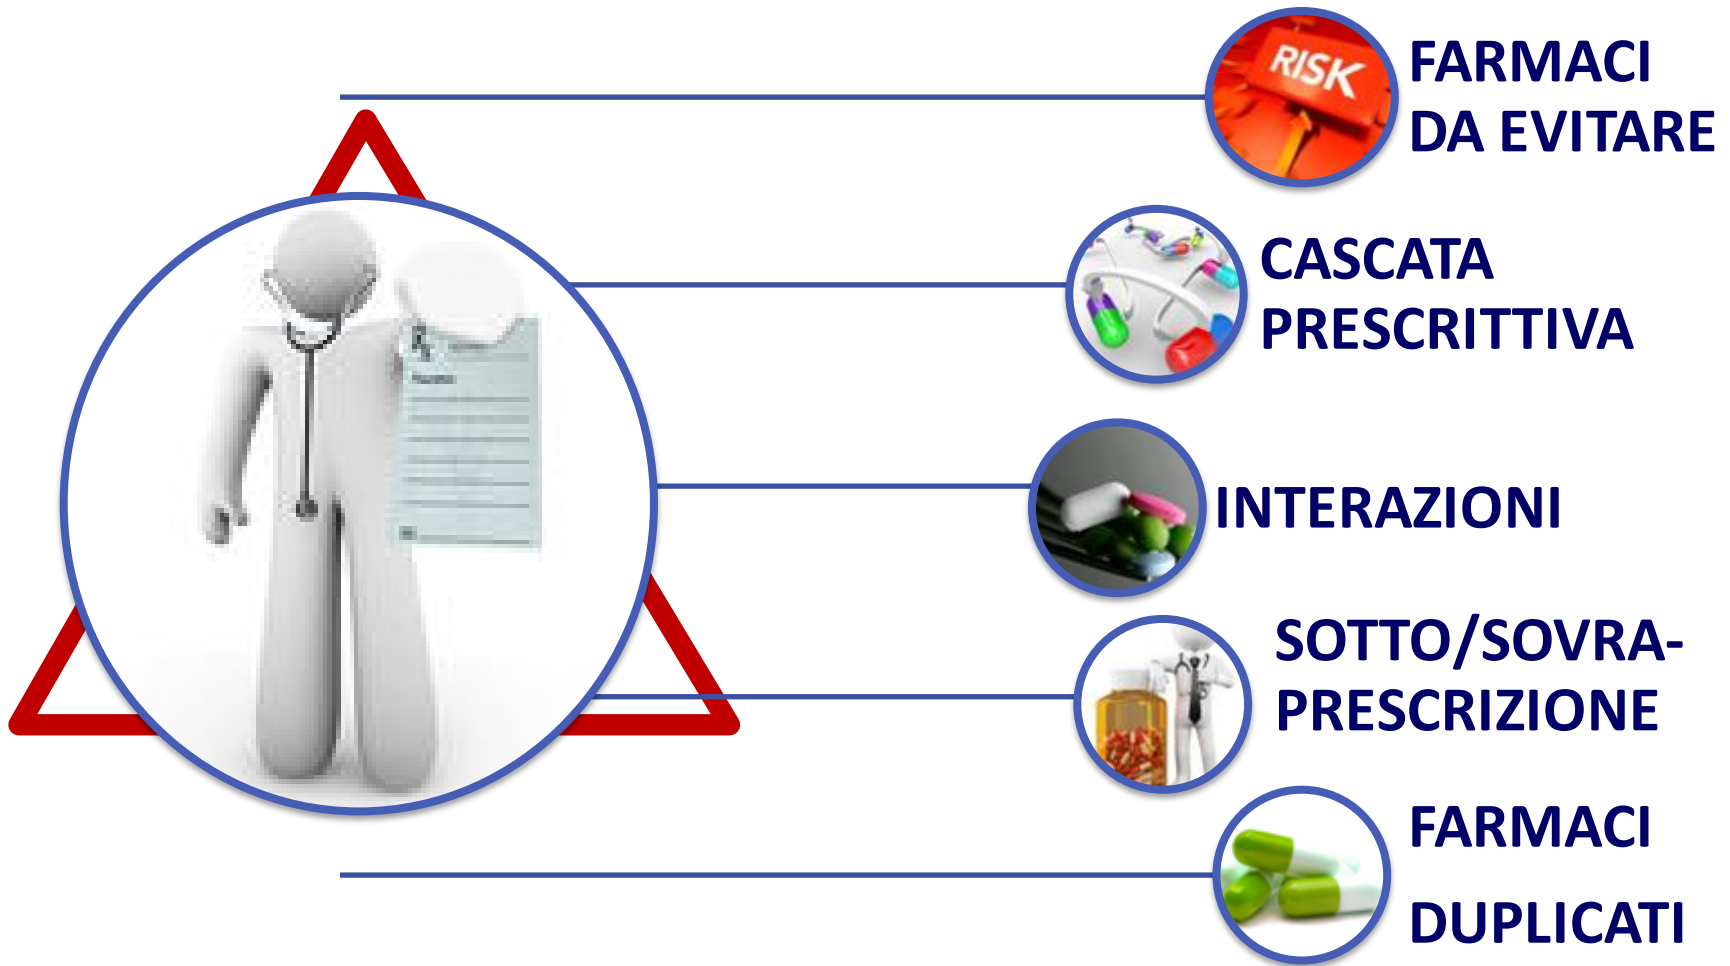 RISK
FARMACI
DA EVITARE
CASCATA
PRESCRITTIVA
INTERAZIONI
SOTTO/SOVRA-
PRESCRIZIONE
FARMACI
DUPLICATI